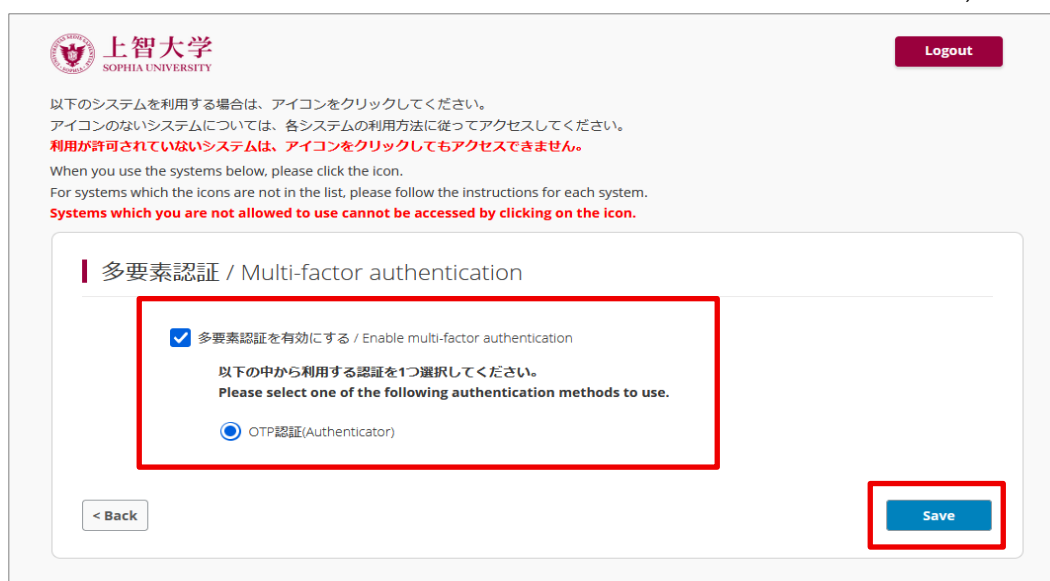 上智大学
SOPHIA UNIVERSITY
Logout
以下のシステムを利用する場合は、アイコンをクリックしてください。
アイコンのないシステムについては、各システムの利用方法に従ってアクセスしてください。
利用が許可されていないシステムは、アイコンをクリックしてもアクセスできません。
When you use the systems below, please click the icon.
For systems which the icons are not in the list, please follow the instructions for each system.
Systems which you are not allowed to use cannot be accessed by clicking on the icon.
多要素認証 / Multi-factor authentication
多要素認証を有効にする / Enable multi-factor authentication
以下の中から利用する認証を1つ選択してください。
Please select one of the following authentication methods to use.
OTP認証(Authenticator)
< Back
Save